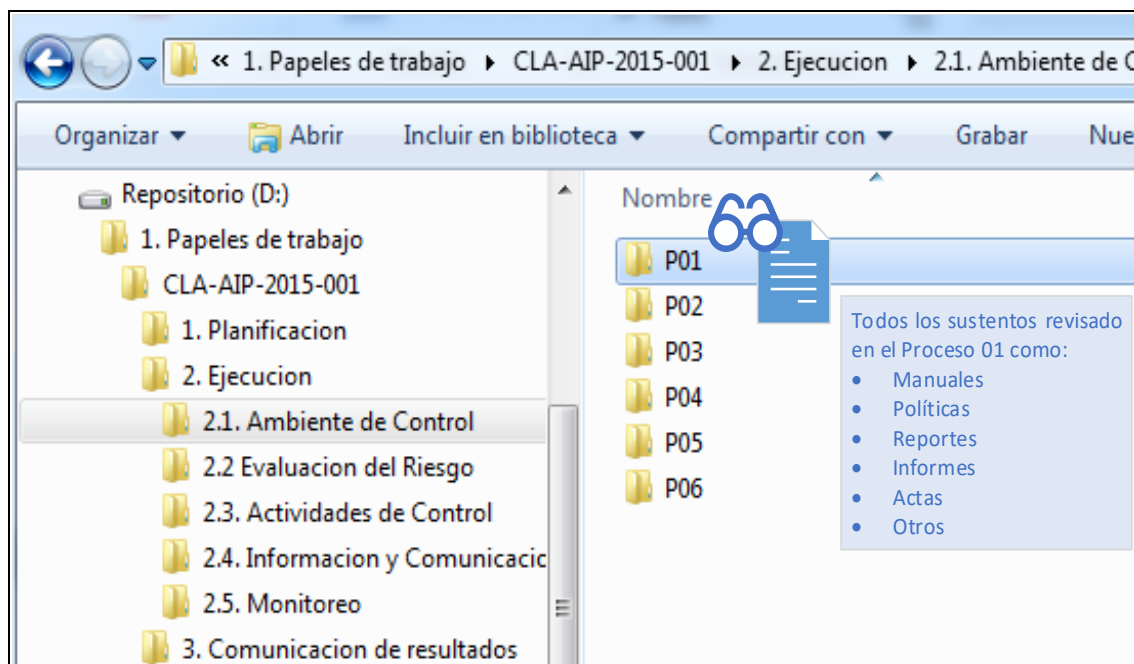 « 1. Papeles de trabajo ▸ CLA-AIP-2015-001 ▸ 2. Ejecucion ▸ 2.1. Ambiente de C
Organizar Abrir Incluir en biblioteca Compartir con Grabar Nue
Repositorio (D:)
1. Papeles de trabajo
CLA-AIP-2015-001
1. Planificacion
2. Ejecucion
2.1. Ambiente de Control
2.2 Evaluacion del Riesgo
2.3. Actividades de Control
2.4. Informacion y Comunicacic
2.5. Monitoreo
3. Comunicacion de resultados
Nombre
P01
P02
P03
P04
P05
P06
Todos los sustentos revisado
en el Proceso 01 como:
• Manuales
• Políticas
• Reportes
• Informes
• Actas
• Otros